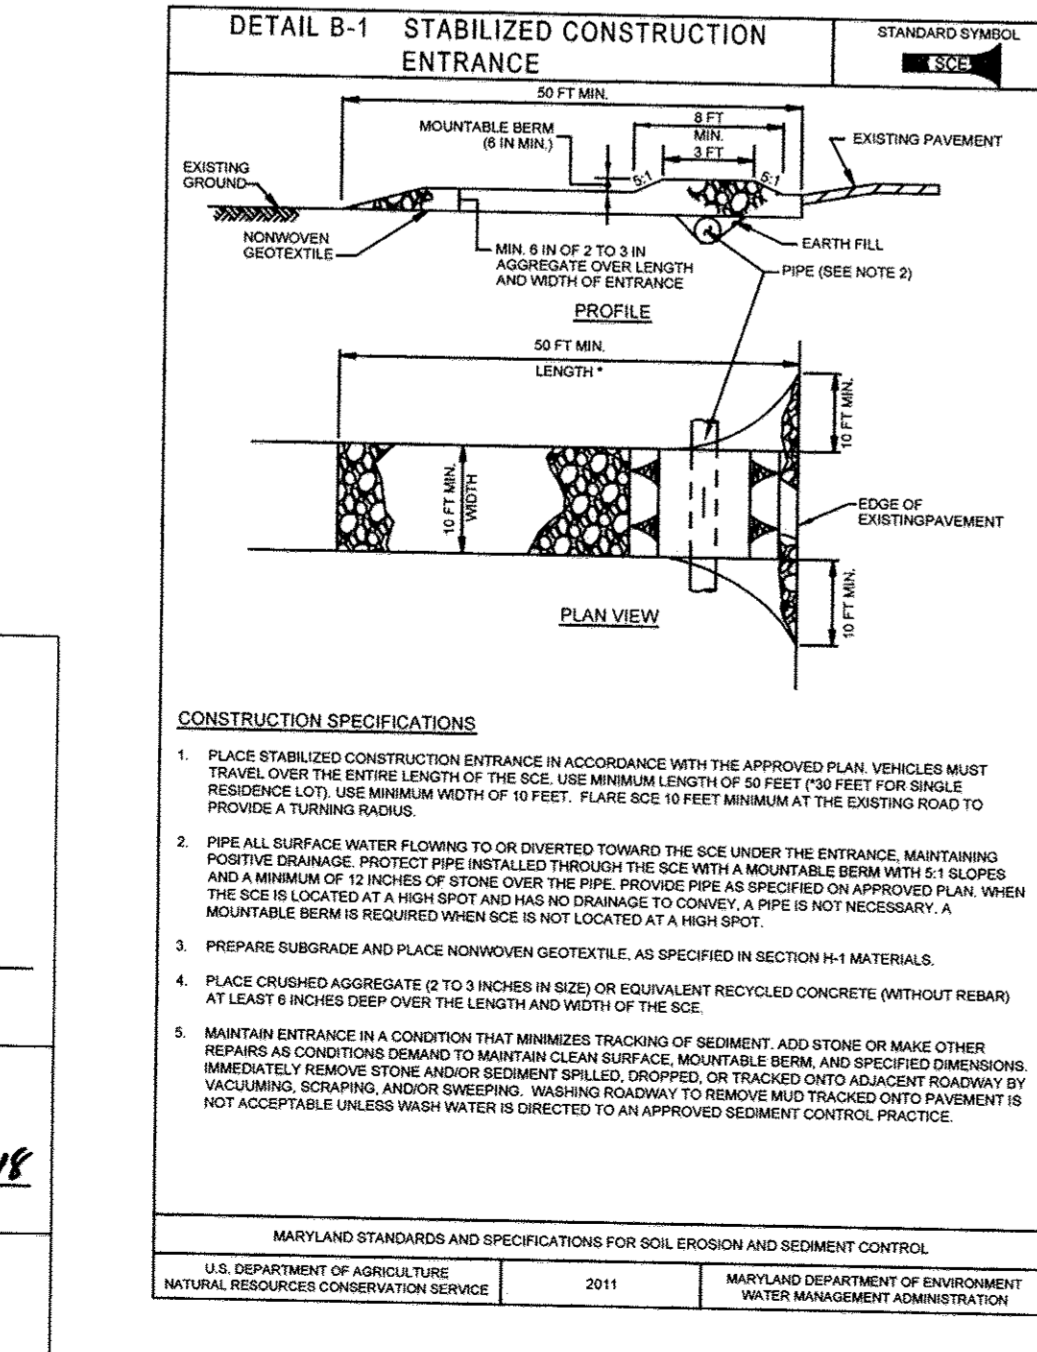 DETAIL B-1 STABILIZED CONSTRUCTION
ENTRANCE
STANDARD SYMBOL
SCE
50 FT MIN.
MOUNTABLE BERM
(6 IN MIN.)
8 FT
MIN.
3 FT
5:1
5:1
EXISTING PAVEMENT
EXISTING
GROUND
NONWOVEN
GEOTEXTILE
MIN. 6 IN OF 2 TO 3 IN
AGGREGATE OVER LENGTH
AND WIDTH OF ENTRANCE
EARTH FILL
PIPE (SEE NOTE 2)
PROFILE
50 FT MIN.
LENGTH *
10 FT MIN.
10 FT MIN.
WIDTH
EDGE OF
EXISTINGPAVEMENT
10 FT MIN.
PLAN VIEW
CONSTRUCTION SPECIFICATIONS
1. PLACE STABILIZED CONSTRUCTION ENTRANCE IN ACCORDANCE WITH THE APPROVED PLAN. VEHICLES MUST
TRAVEL OVER THE ENTIRE LENGTH OF THE SCE. USE MINIMUM LENGTH OF 50 FEET (*30 FEET FOR SINGLE
RESIDENCE LOT). USE MINIMUM WIDTH OF 10 FEET. FLARE SCE 10 FEET MINIMUM AT THE EXISTING ROAD TO
PROVIDE A TURNING RADIUS.
2. PIPE ALL SURFACE WATER FLOWING TO OR DIVERTED TOWARD THE SCE UNDER THE ENTRANCE, MAINTAINING
POSITIVE DRAINAGE. PROTECT PIPE INSTALLED THROUGH THE SCE WITH A MOUNTABLE BERM WITH 5:1 SLOPES
AND A MINIMUM OF 12 INCHES OF STONE OVER THE PIPE. PROVIDE PIPE AS SPECIFIED ON APPROVED PLAN. WHEN
THE SCE IS LOCATED AT A HIGH SPOT AND HAS NO DRAINAGE TO CONVEY, A PIPE IS NOT NECESSARY. A
MOUNTABLE BERM IS REQUIRED WHEN SCE IS NOT LOCATED AT A HIGH SPOT.
3. PREPARE SUBGRADE AND PLACE NONWOVEN GEOTEXTILE, AS SPECIFIED IN SECTION H-1 MATERIALS.
4. PLACE CRUSHED AGGREGATE (2 TO 3 INCHES IN SIZE) OR EQUIVALENT RECYCLED CONCRETE (WITHOUT REBAR)
AT LEAST 6 INCHES DEEP OVER THE LENGTH AND WIDTH OF THE SCE.
5. MAINTAIN ENTRANCE IN A CONDITION THAT MINIMIZES TRACKING OF SEDIMENT. ADD STONE OR MAKE OTHER
REPAIRS AS CONDITIONS DEMAND TO MAINTAIN CLEAN SURFACE, MOUNTABLE BERM, AND SPECIFIED DIMENSIONS.
IMMEDIATELY REMOVE STONE AND/OR SEDIMENT SPILLED, DROPPED, OR TRACKED ONTO ADJACENT ROADWAY BY
VACUUMING, SCRAPING, AND/OR SWEEPING. WASHING ROADWAY TO REMOVE MUD TRACKED ONTO PAVEMENT IS
NOT ACCEPTABLE UNLESS WASH WATER IS DIRECTED TO AN APPROVED SEDIMENT CONTROL PRACTICE.
MARYLAND STANDARDS AND SPECIFICATIONS FOR SOIL EROSION AND SEDIMENT CONTROL
U.S. DEPARTMENT OF AGRICULTURE
NATURAL RESOURCES CONSERVATION SERVICE
2011
MARYLAND DEPARTMENT OF ENVIRONMENT
WATER MANAGEMENT ADMINISTRATION